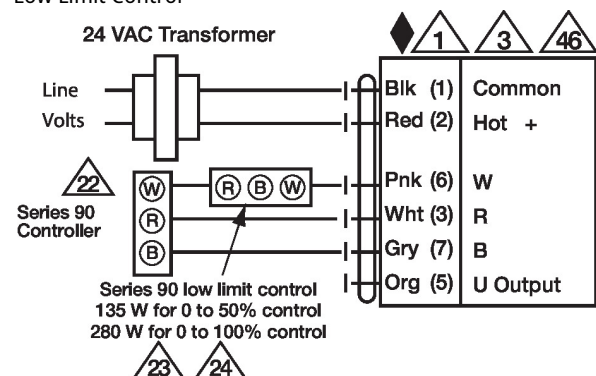 Low Limit Control
24 VAC Transformer
1 3 46
Line
Volts
Blk (1) Common
Red (2) Hot +
22
Series 90
Controller
W
R
B
R B W
Pnk (6) W
Wht (3) R
Gry (7) B
Org (5) U Output
Series 90 low limit control
135 W for 0 to 50% control
280 W for 0 to 100% control
23 24